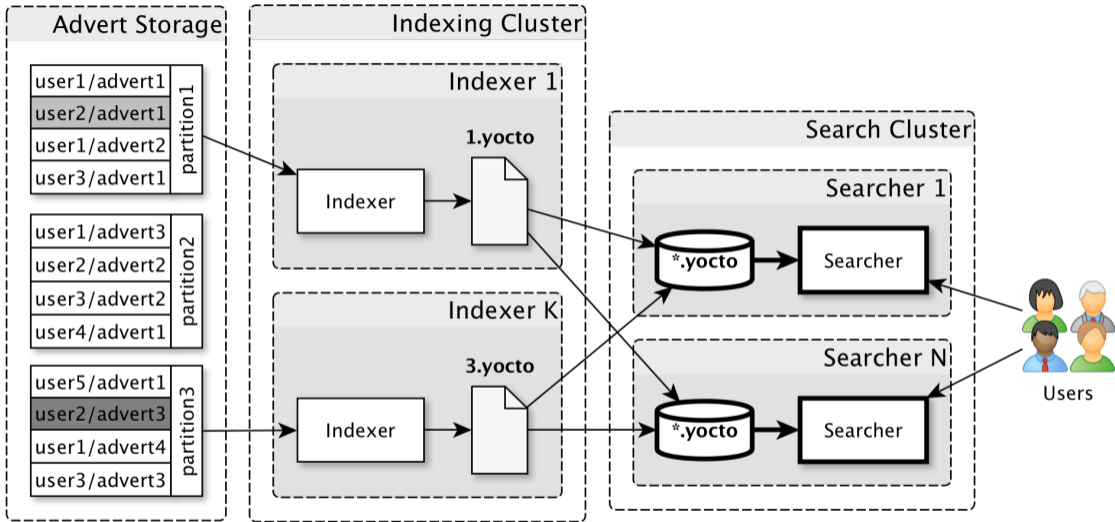 Advert Storage
user1/advert1
user2/advert1
user1/advert2
user3/advert1
partition1
user1/advert3
user2/advert2
user3/advert2
user4/advert1
partition2
user5/advert1
user2/advert3
user1/advert4
user3/advert3
partition3
Indexing Cluster
Indexer 1
1.yocto
Indexer
Indexer K
3.yocto
Indexer
Search Cluster
Searcher 1
*.yocto
Searcher
Searcher N
*.yocto
Searcher
Users